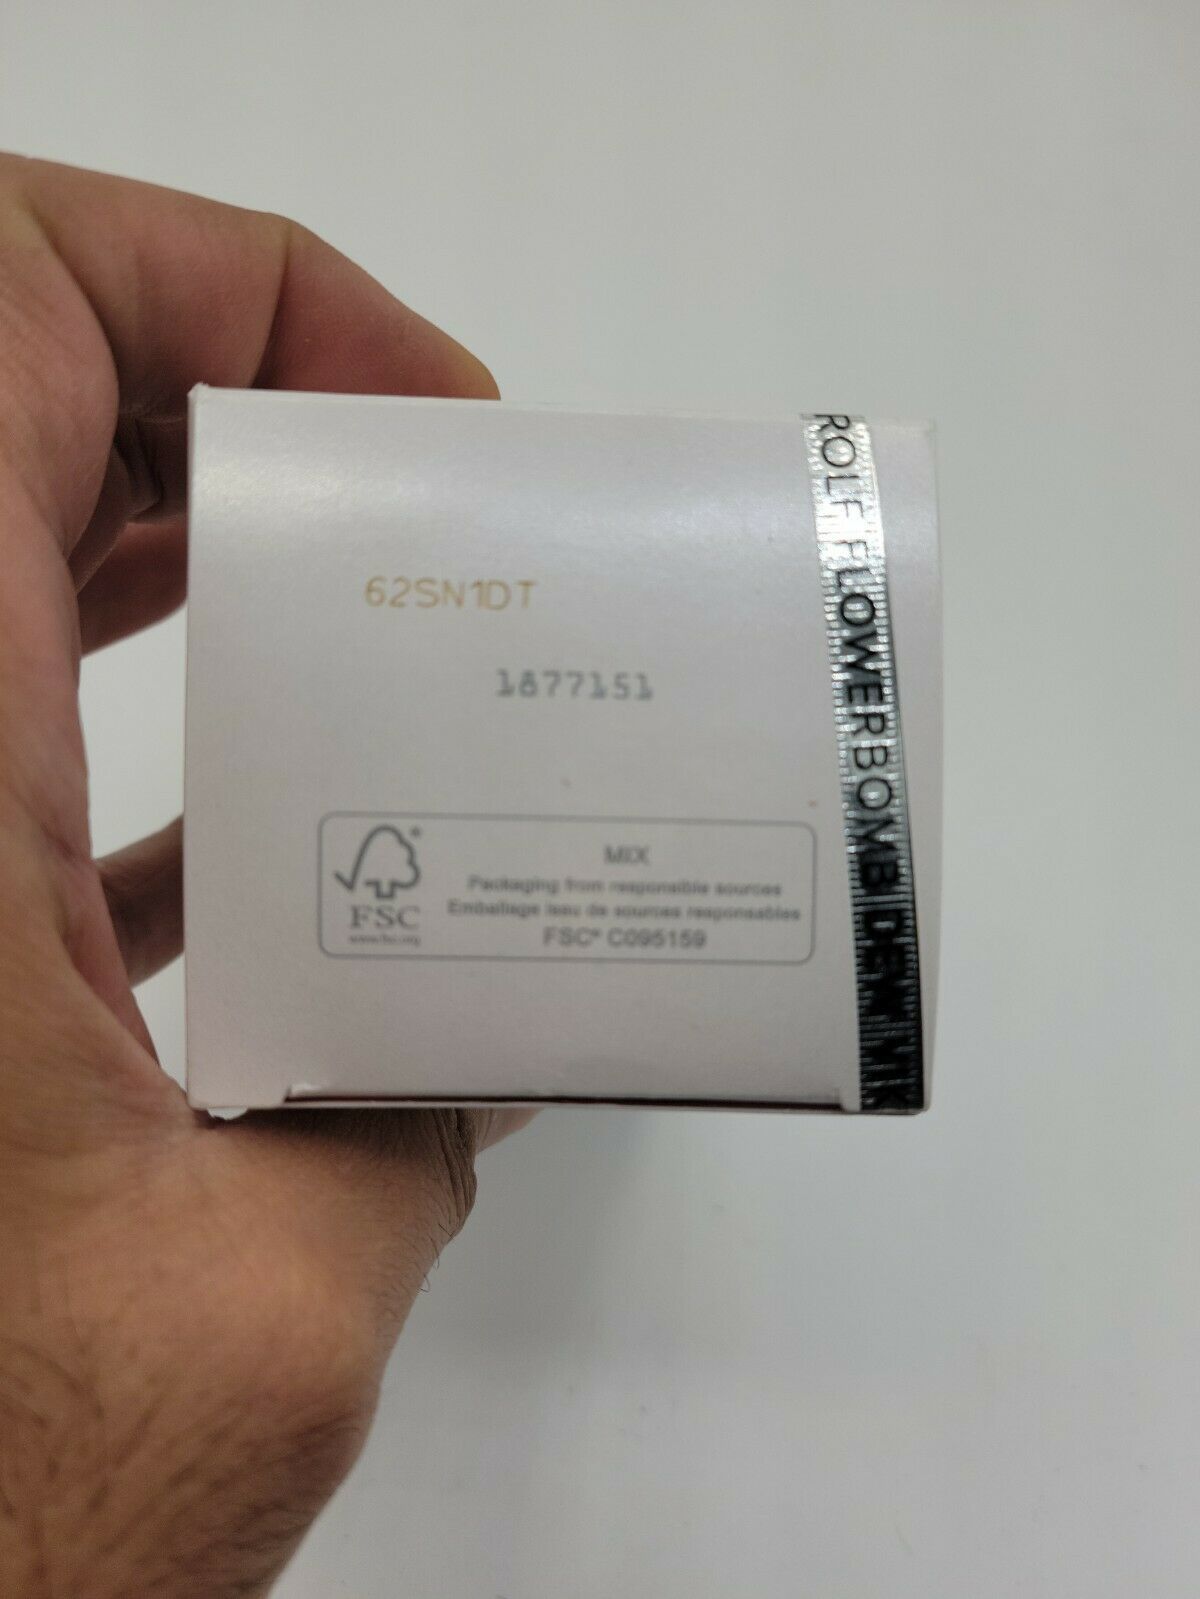 62SN1DT
1877151
MIX
Packaging from responsible sources
Emballage issu de sources responsables
FSC® C095159
®
FSC
www.fsc.org
ROLF FLOWERBOMB DEW